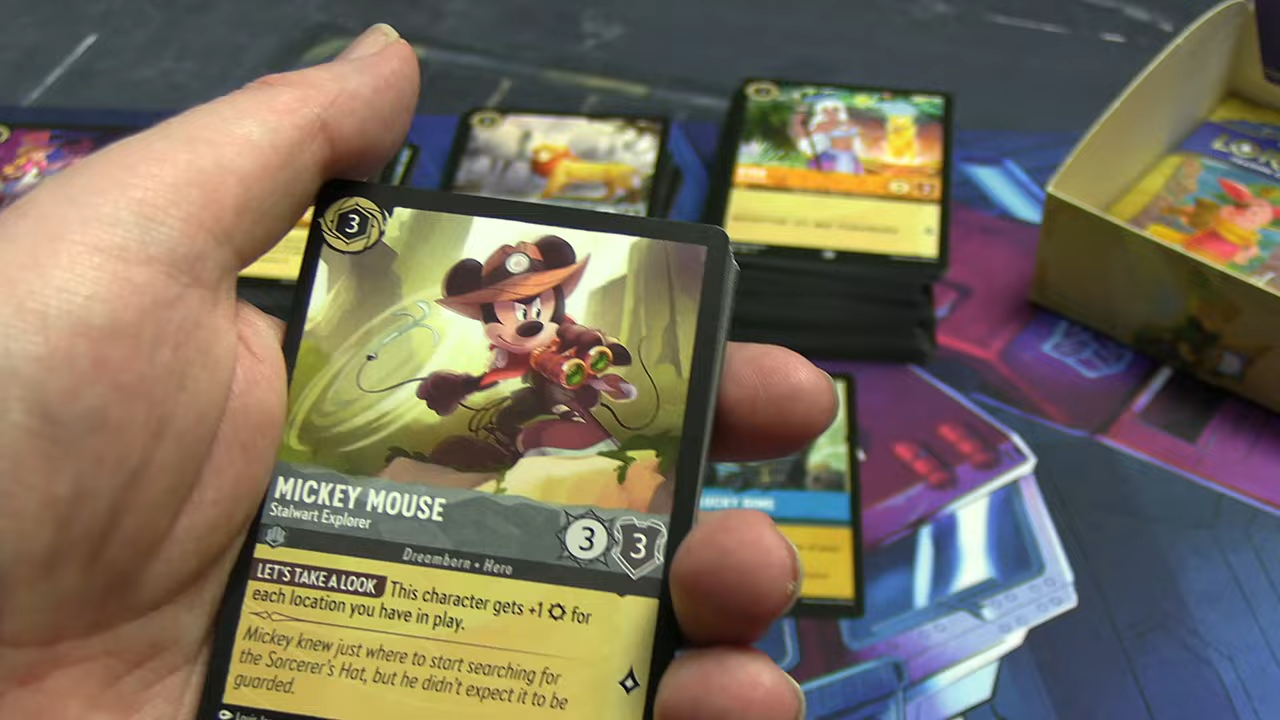 3
MICKEY MOUSE
Stalwart Explorer
3 3
Dreamborn • Hero
LET'S TAKE A LOOK This character gets +1 for
each location you have in play.
Mickey knew just where to start searching for
the Sorcerer's Hat, but he didn't expect it to be
guarded.
LUCKY DIME